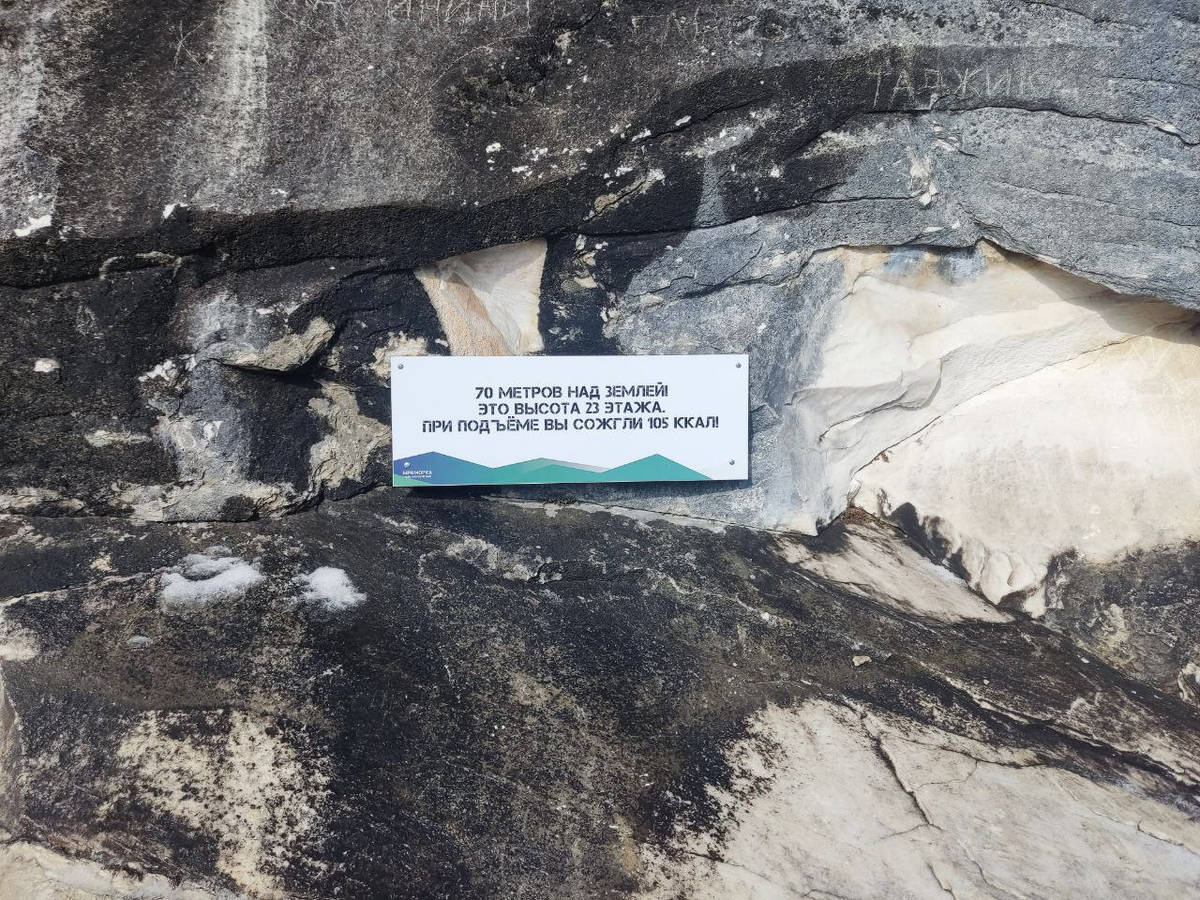 ТАДЖИК
70 МЕТРОВ НАД ЗЕМЛЕЙ!
ЭТО ВЫСОТА 23 ЭТАЖА.
ПРИ ПОДЪЁМЕ ВЫ СОЖГЛИ 105 ККАЛ!